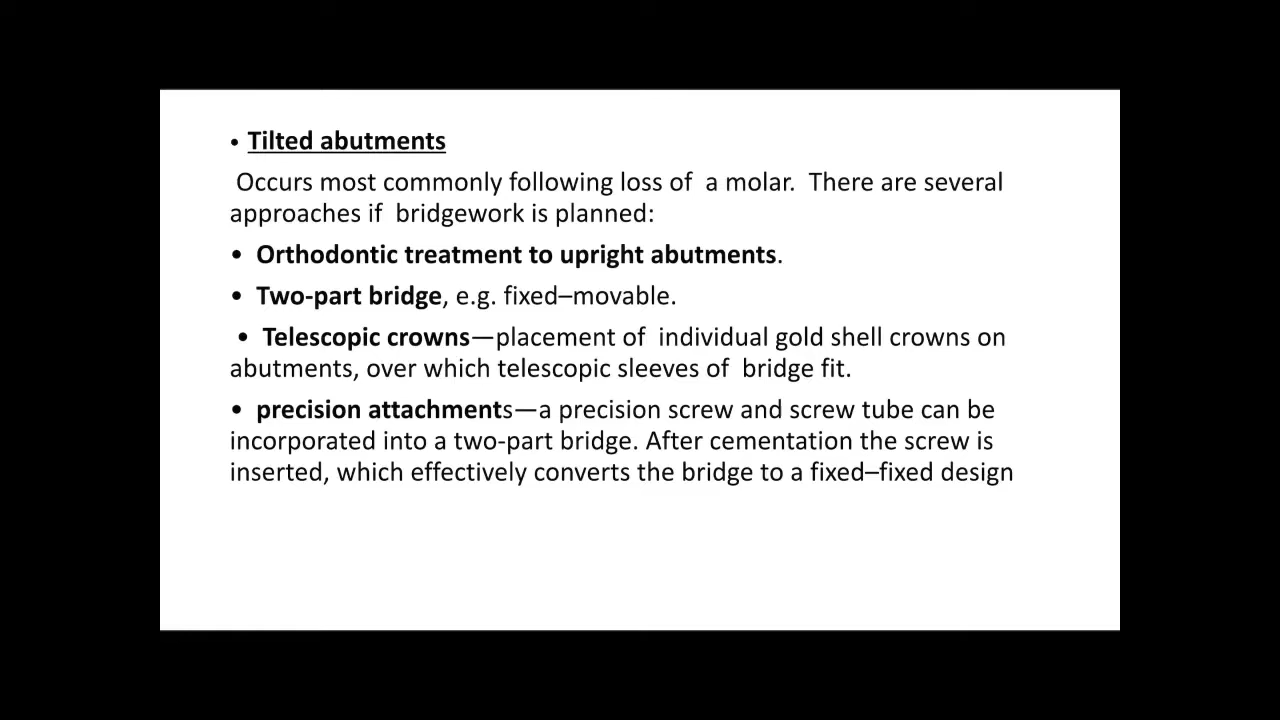 • Tilted abutments
Occurs most commonly following loss of  a molar.  There are several
approaches if  bridgework is planned:
•  Orthodontic treatment to upright abutments.
•  Two-part bridge, e.g. fixed–movable.
•  Telescopic crowns—placement of  individual gold shell crowns on
abutments, over which telescopic sleeves of  bridge fit.
•  precision attachments—a precision screw and screw tube can be
incorporated into a two-part bridge. After cementation the screw is
inserted, which effectively converts the bridge to a fixed–fixed design